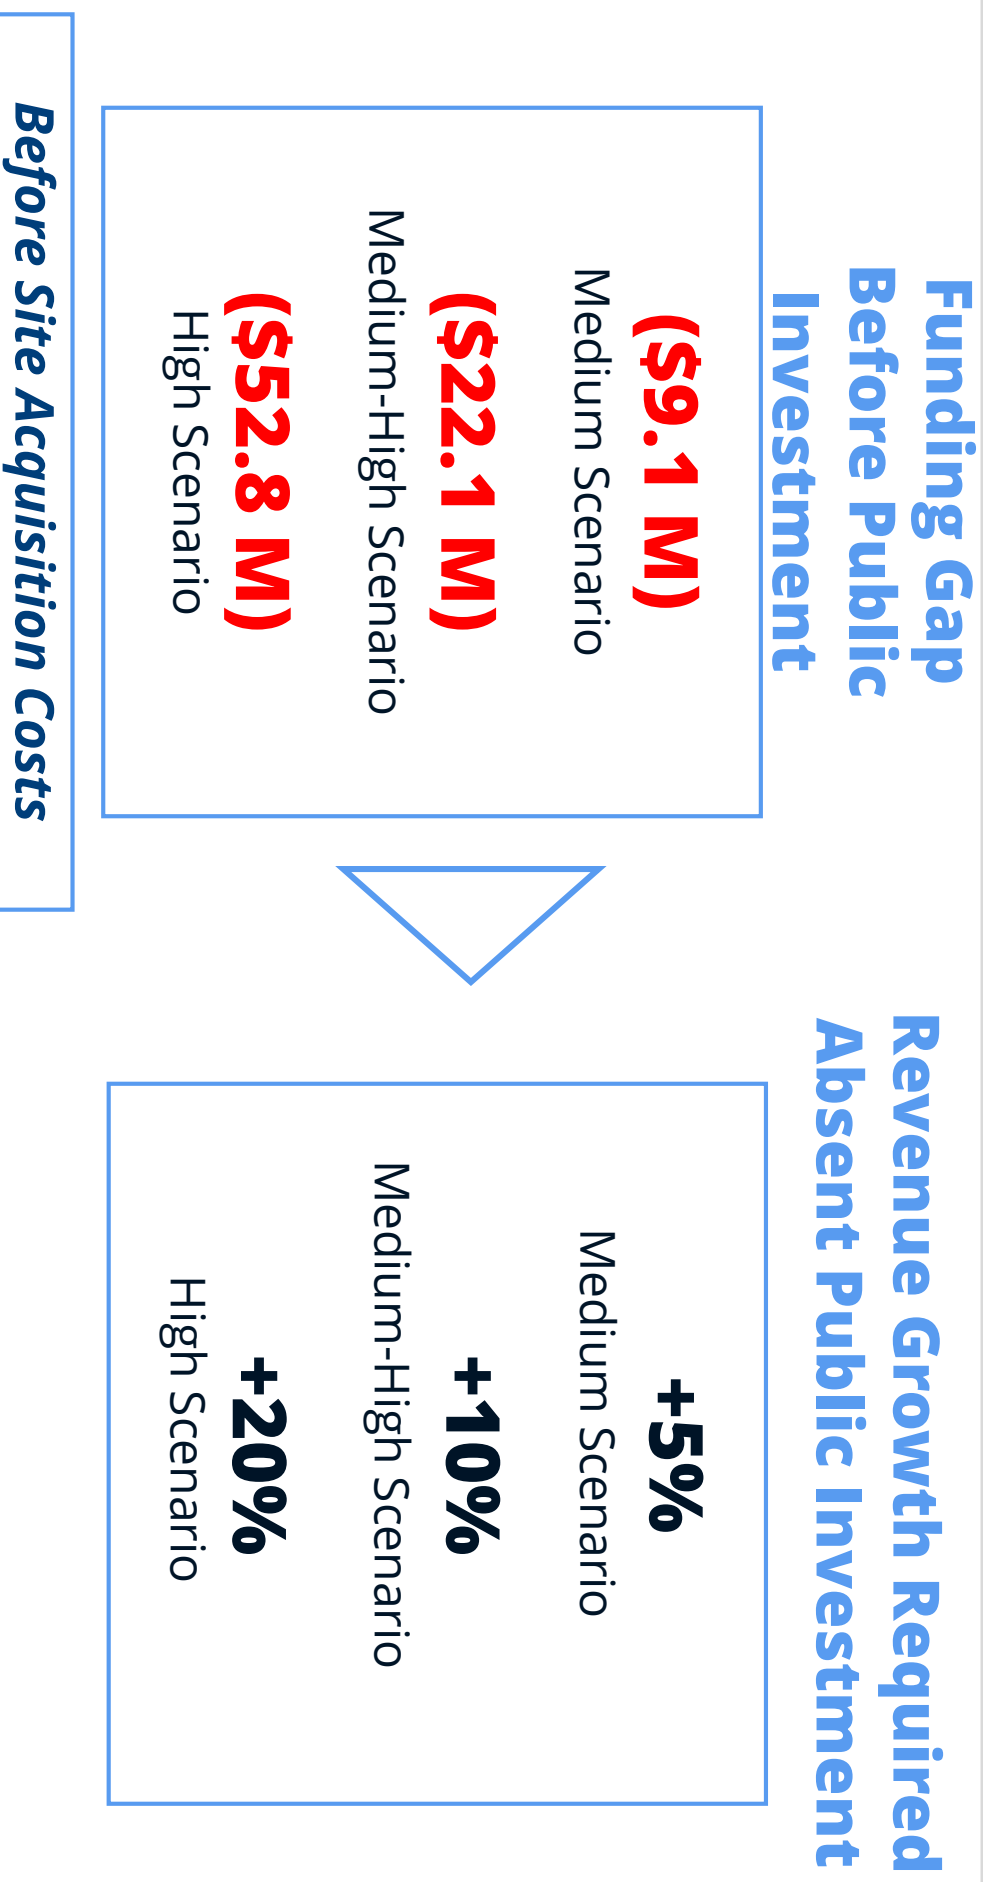 Funding Gap
Before Public
Investment
($9.1 M)
Medium Scenario
($22.1 M)
Medium-High Scenario
($52.8 M)
High Scenario
Before Site Acquisition Costs
Revenue Growth Required
Absent Public Investment
+5%
Medium Scenario
+10%
Medium-High Scenario
+20%
High Scenario